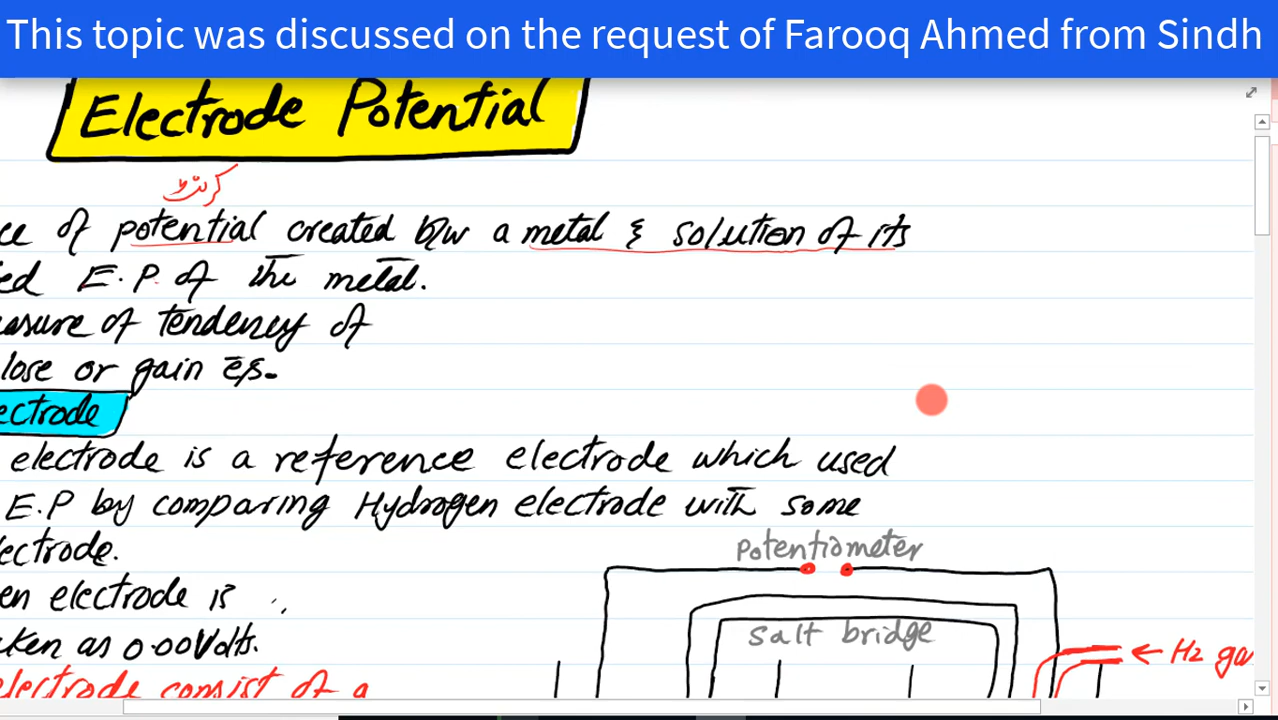 This topic was discussed on the request of Farooq Ahmed from Sindh
Electrode Potential
کرنٹ
ce of potential created b/w a metal & solution of its
ed E.P. of the metal.
easure of tendency of
lose or gain e̅s.
ectrode
electrode is a reference electrode which used
E.P by comparing Hydrogen electrode with some
lectrode.
en electrode is
aken as 0.00Volts.
electrode consist of a
Potentiometer
Salt bridge
← H2 ga